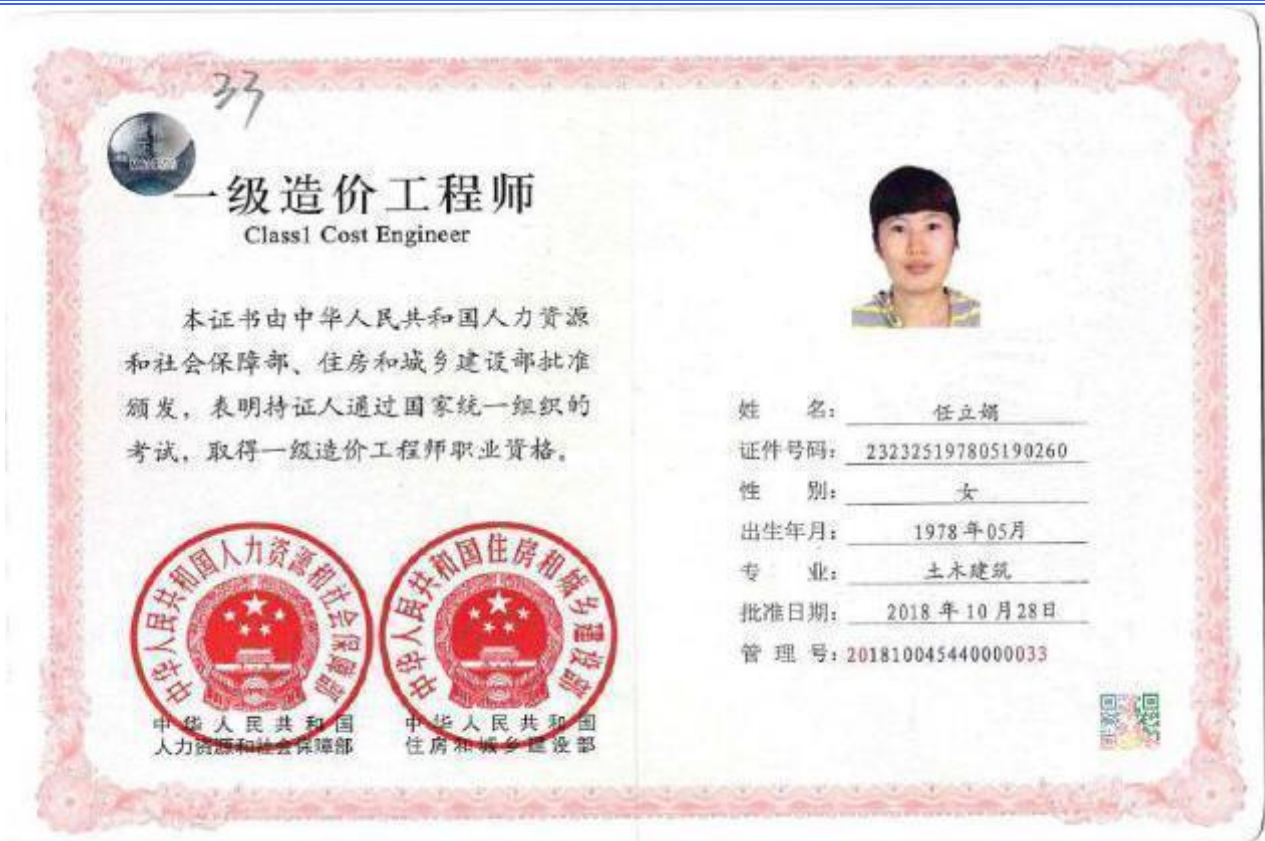 33
一级造价工程师
Class1 Cost Engineer
本证书由中华人民共和国人力资源
和社会保障部、住房和城乡建设部批准
颁发，表明持证人通过国家统一组织的
考试，取得一级造价工程师职业资格。
中华人民共和国人力资源和社会保障部
中华人民共和国住房和城乡建设部
中华人民共和国
人力资源和社会保障部
中华人民共和国
住房和城乡建设部
姓 名：任立娟
证件号码：232325197805190260
性 别：女
出生年月：1978年05月
专 业：土木建筑
批准日期：2018年10月28日
管 理 号：201810045440000033